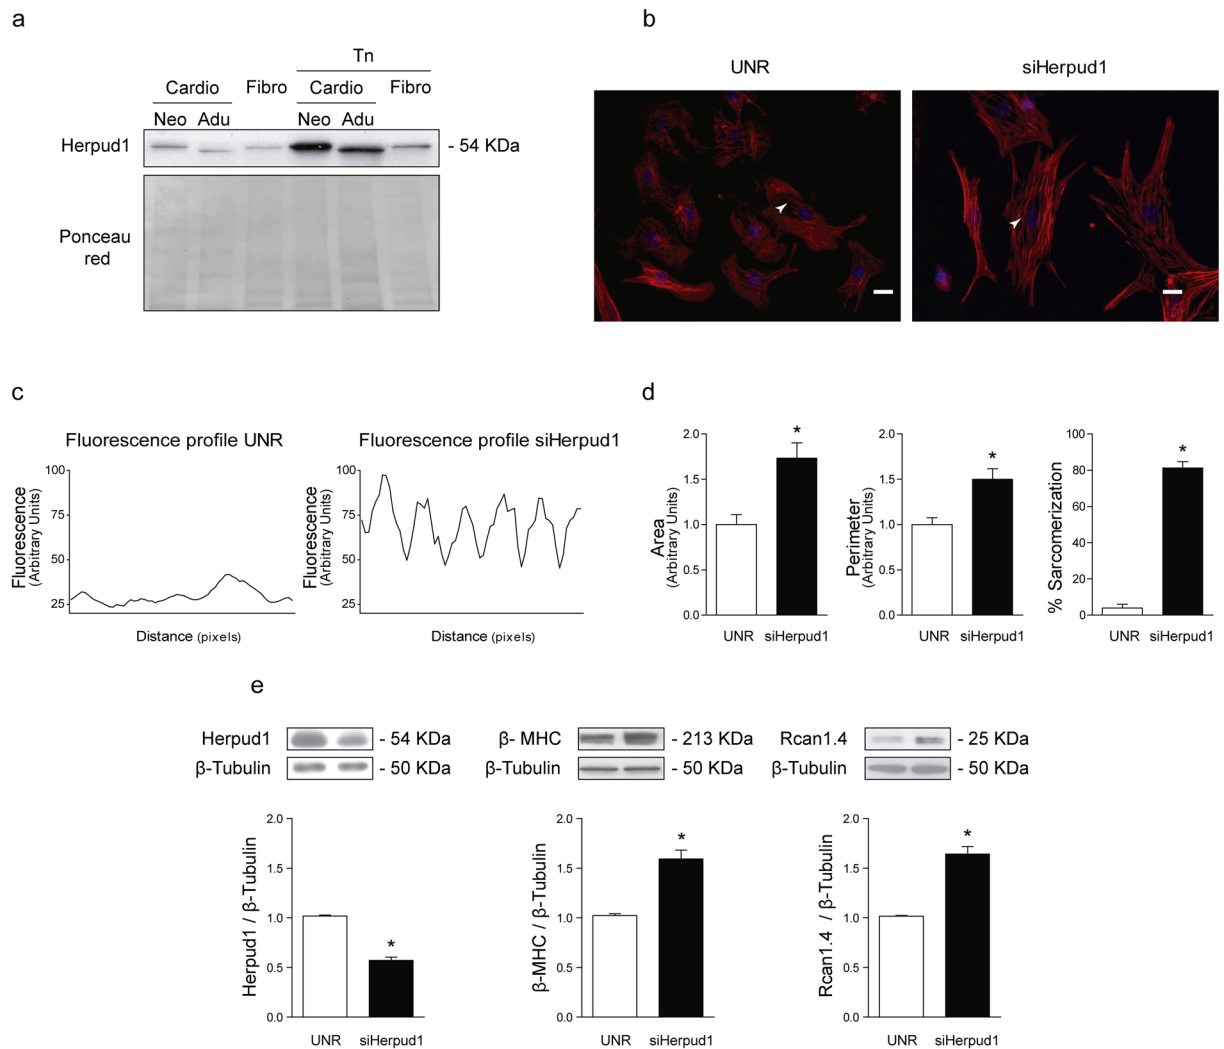 a
Tn
Cardio Fibro Cardio Fibro
Neo Adu Neo Adu
Herpud1 - 54 KDa
Ponceau
red
b
UNR siHerpud1
c
Fluorescence profile UNR
100
75
50
25
Fluorescence
(Arbitrary Units)
Distance (pixels)
Fluorescence profile siHerpud1
100
75
50
25
Fluorescence
(Arbitrary Units)
Distance (pixels)
d
2.0
1.5
1.0
0.5
0.0
Area
(Arbitrary Units)
*
UNR siHerpud1
2.0
1.5
1.0
0.5
0.0
Perimeter
(Arbitrary Units)
*
UNR siHerpud1
100
80
60
40
20
0
% Sarcomerization
*
UNR siHerpud1
e
Herpud1 - 54 KDa
β-Tubulin - 50 KDa
2.0
1.5
1.0
0.5
0.0
Herpud1 / β-Tubulin
*
UNR siHerpud1
β- MHC - 213 KDa
β-Tubulin - 50 KDa
2.0
1.5
1.0
0.5
0.0
β-MHC / β-Tubulin
*
UNR siHerpud1
Rcan1.4 - 25 KDa
β-Tubulin - 50 KDa
2.0
1.5
1.0
0.5
0.0
Rcan1.4 / β-Tubulin
*
UNR siHerpud1